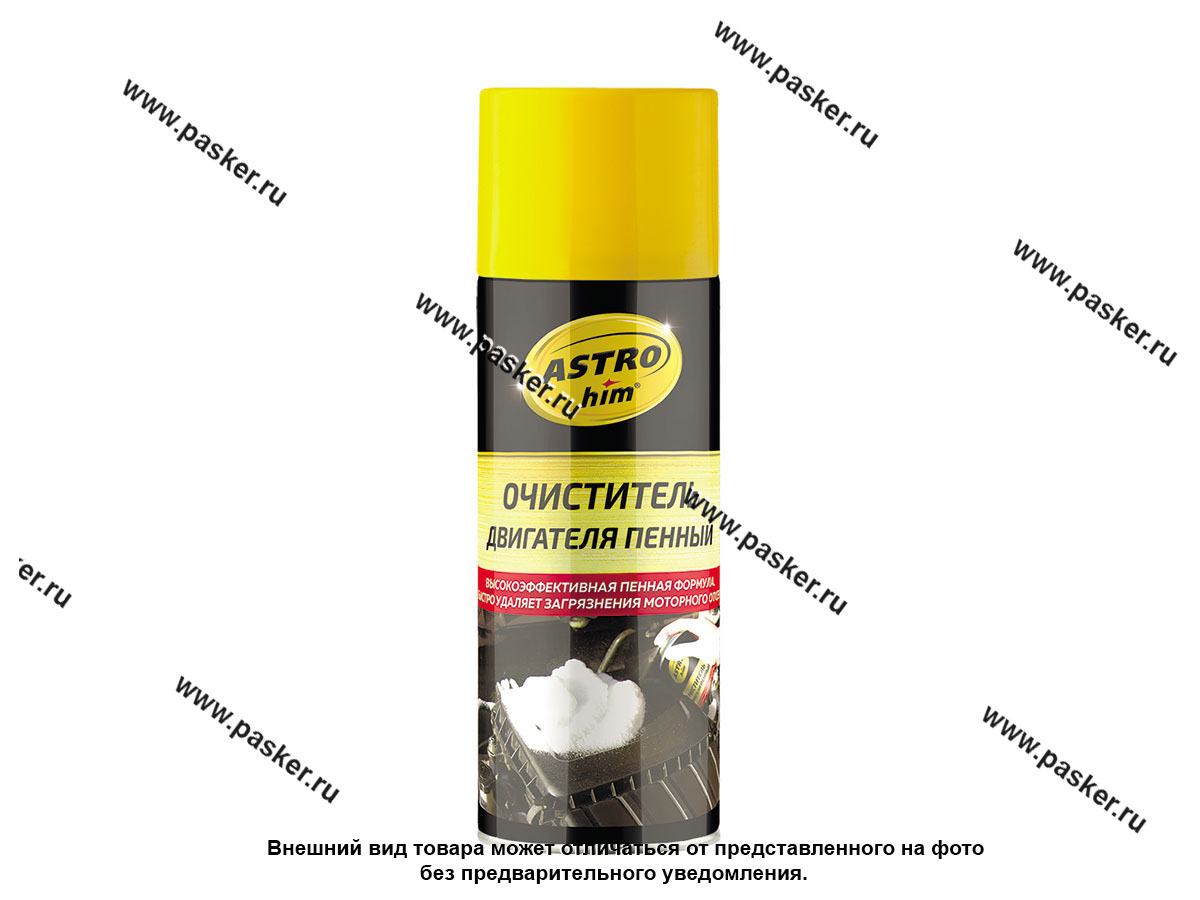 www.pasker.ru
www.pasker.ru
www.pasker.ru
www.pasker.ru
ASTRO
him®
ОЧИСТИТЕЛЬ
ДВИГАТЕЛЯ ПЕННЫЙ
www.pasker.ru
ВЫСОКОЭФФЕКТИВНАЯ ПЕННАЯ ФОРМУЛА
УДАЛЯЕТ ЗАГРЯЗНЕНИЯ МОТОРНОГО
er.ru
www.pasker.ru
www.pasker.ru
Внешний вид товара может отличаться от представленного на фото
без предварительного уведомления.